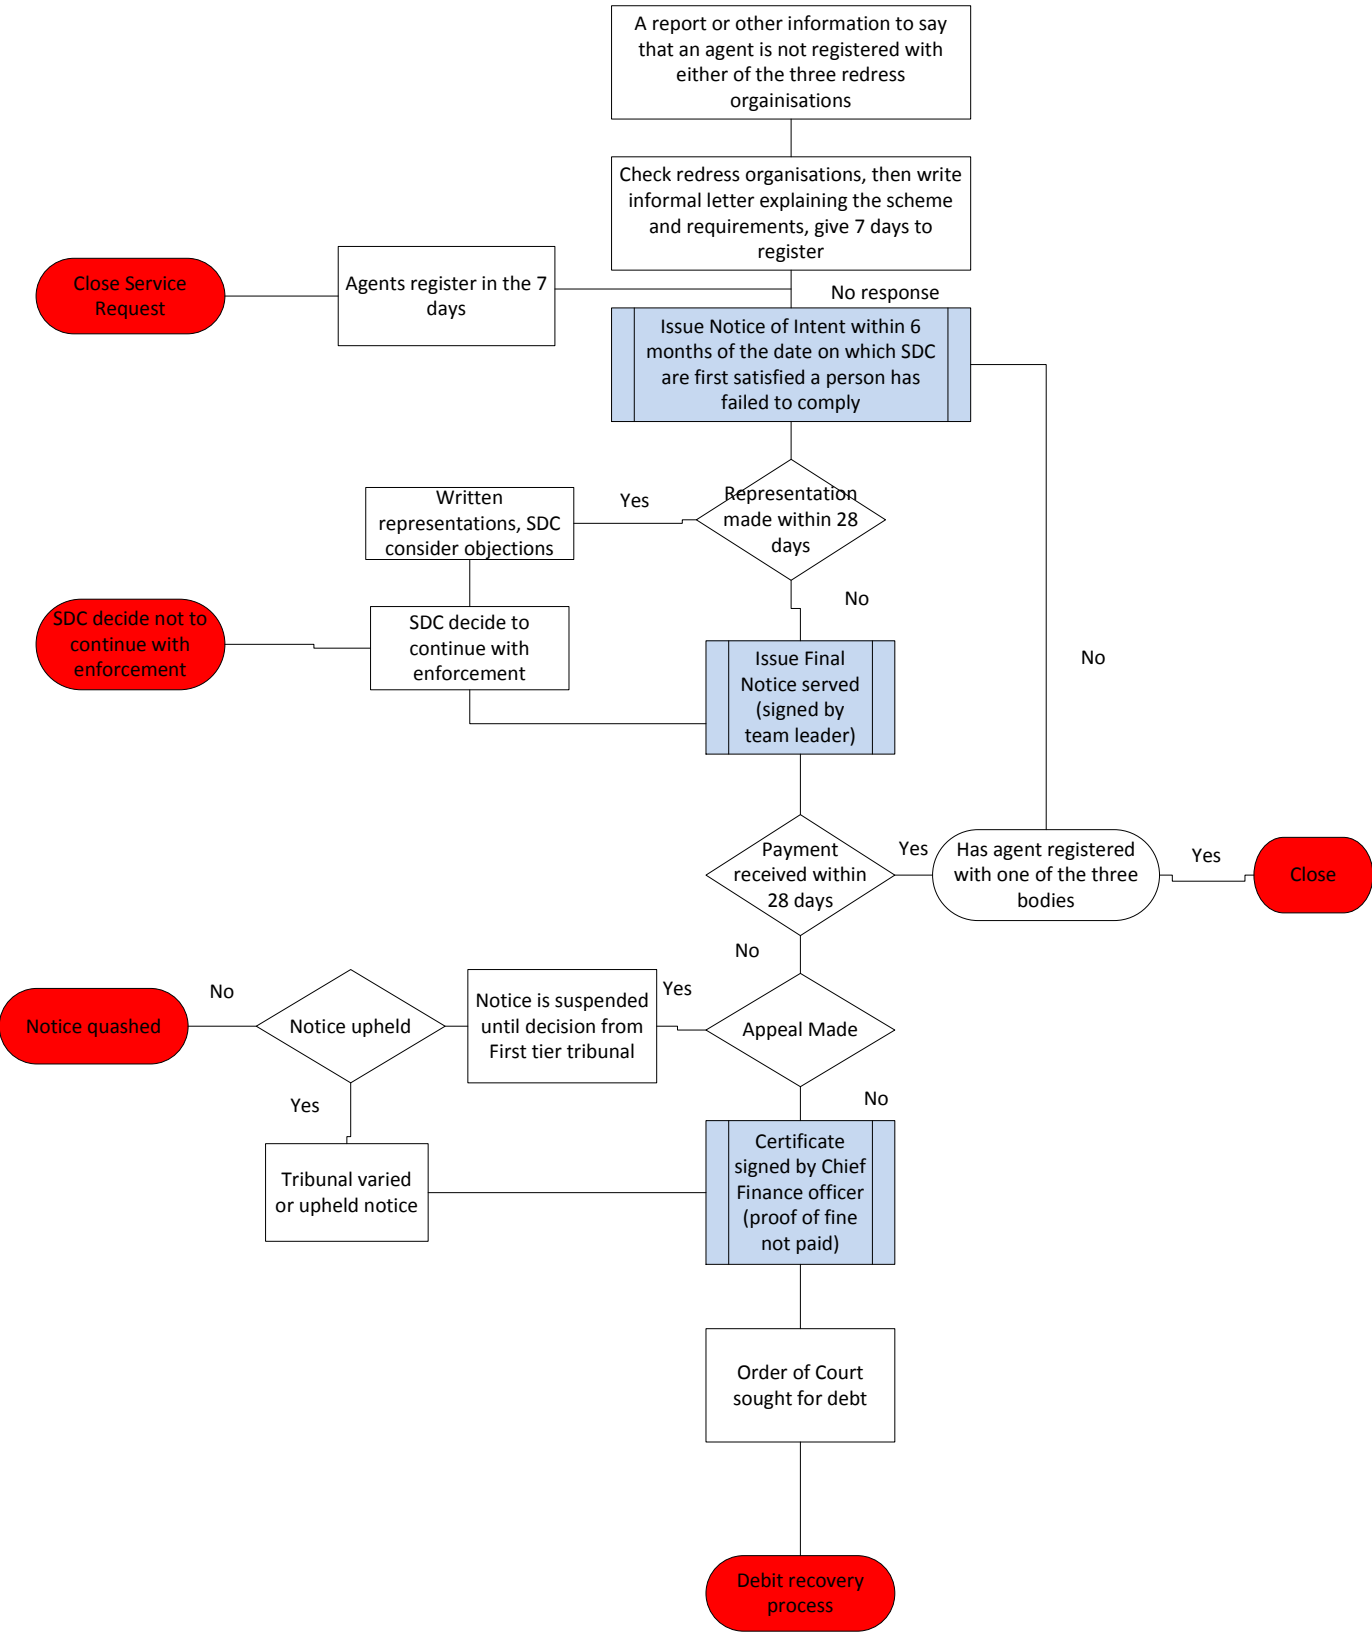 A report or other information to say
that an agent is not registered with
either of the three redress
orgainisations
Check redress organisations, then write
informal letter explaining the scheme
and requirements, give 7 days to
register
Close Service
Request
Agents register in the 7
days
No response
Issue Notice of Intent within 6
months of the date on which SDC
are first satisfied a person has
failed to comply
Written
representations, SDC
consider objections
Yes
Representation
made within 28
days
No
SDC decide not to
continue with
enforcement
SDC decide to
continue with
enforcement
Issue Final
Notice served
(signed by
team leader)
No
Payment
received within
28 days
Yes
Has agent registered
with one of the three
bodies
Yes
Close
No
Notice quashed
No
Notice upheld
Notice is suspended
until decision from
First tier tribunal
Yes
Appeal Made
Yes
No
Tribunal varied
or upheld notice
Certificate
signed by Chief
Finance officer
(proof of fine
not paid)
Order of Court
sought for debt
Debit recovery
process